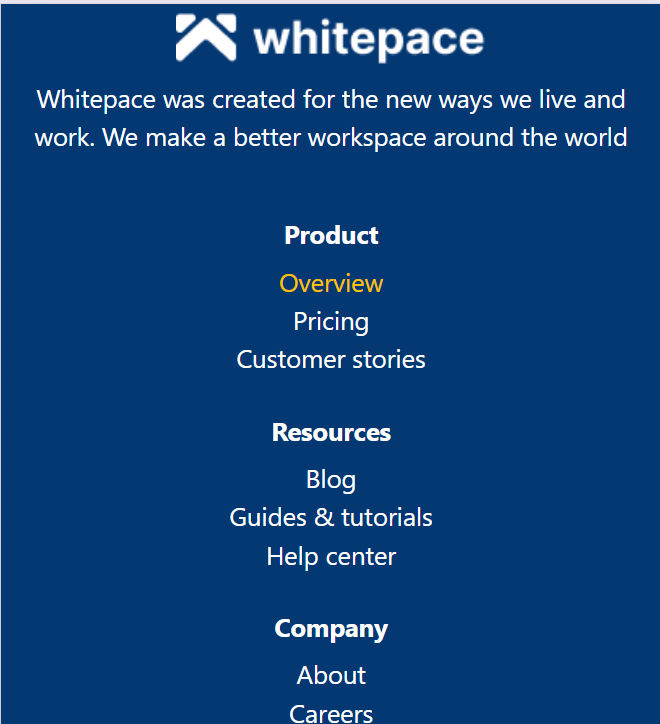 whitepace
Whitepace was created for the new ways we live and
work. We make a better workspace around the world
Product
Overview
Pricing
Customer stories
Resources
Blog
Guides & tutorials
Help center
Company
About
Careers